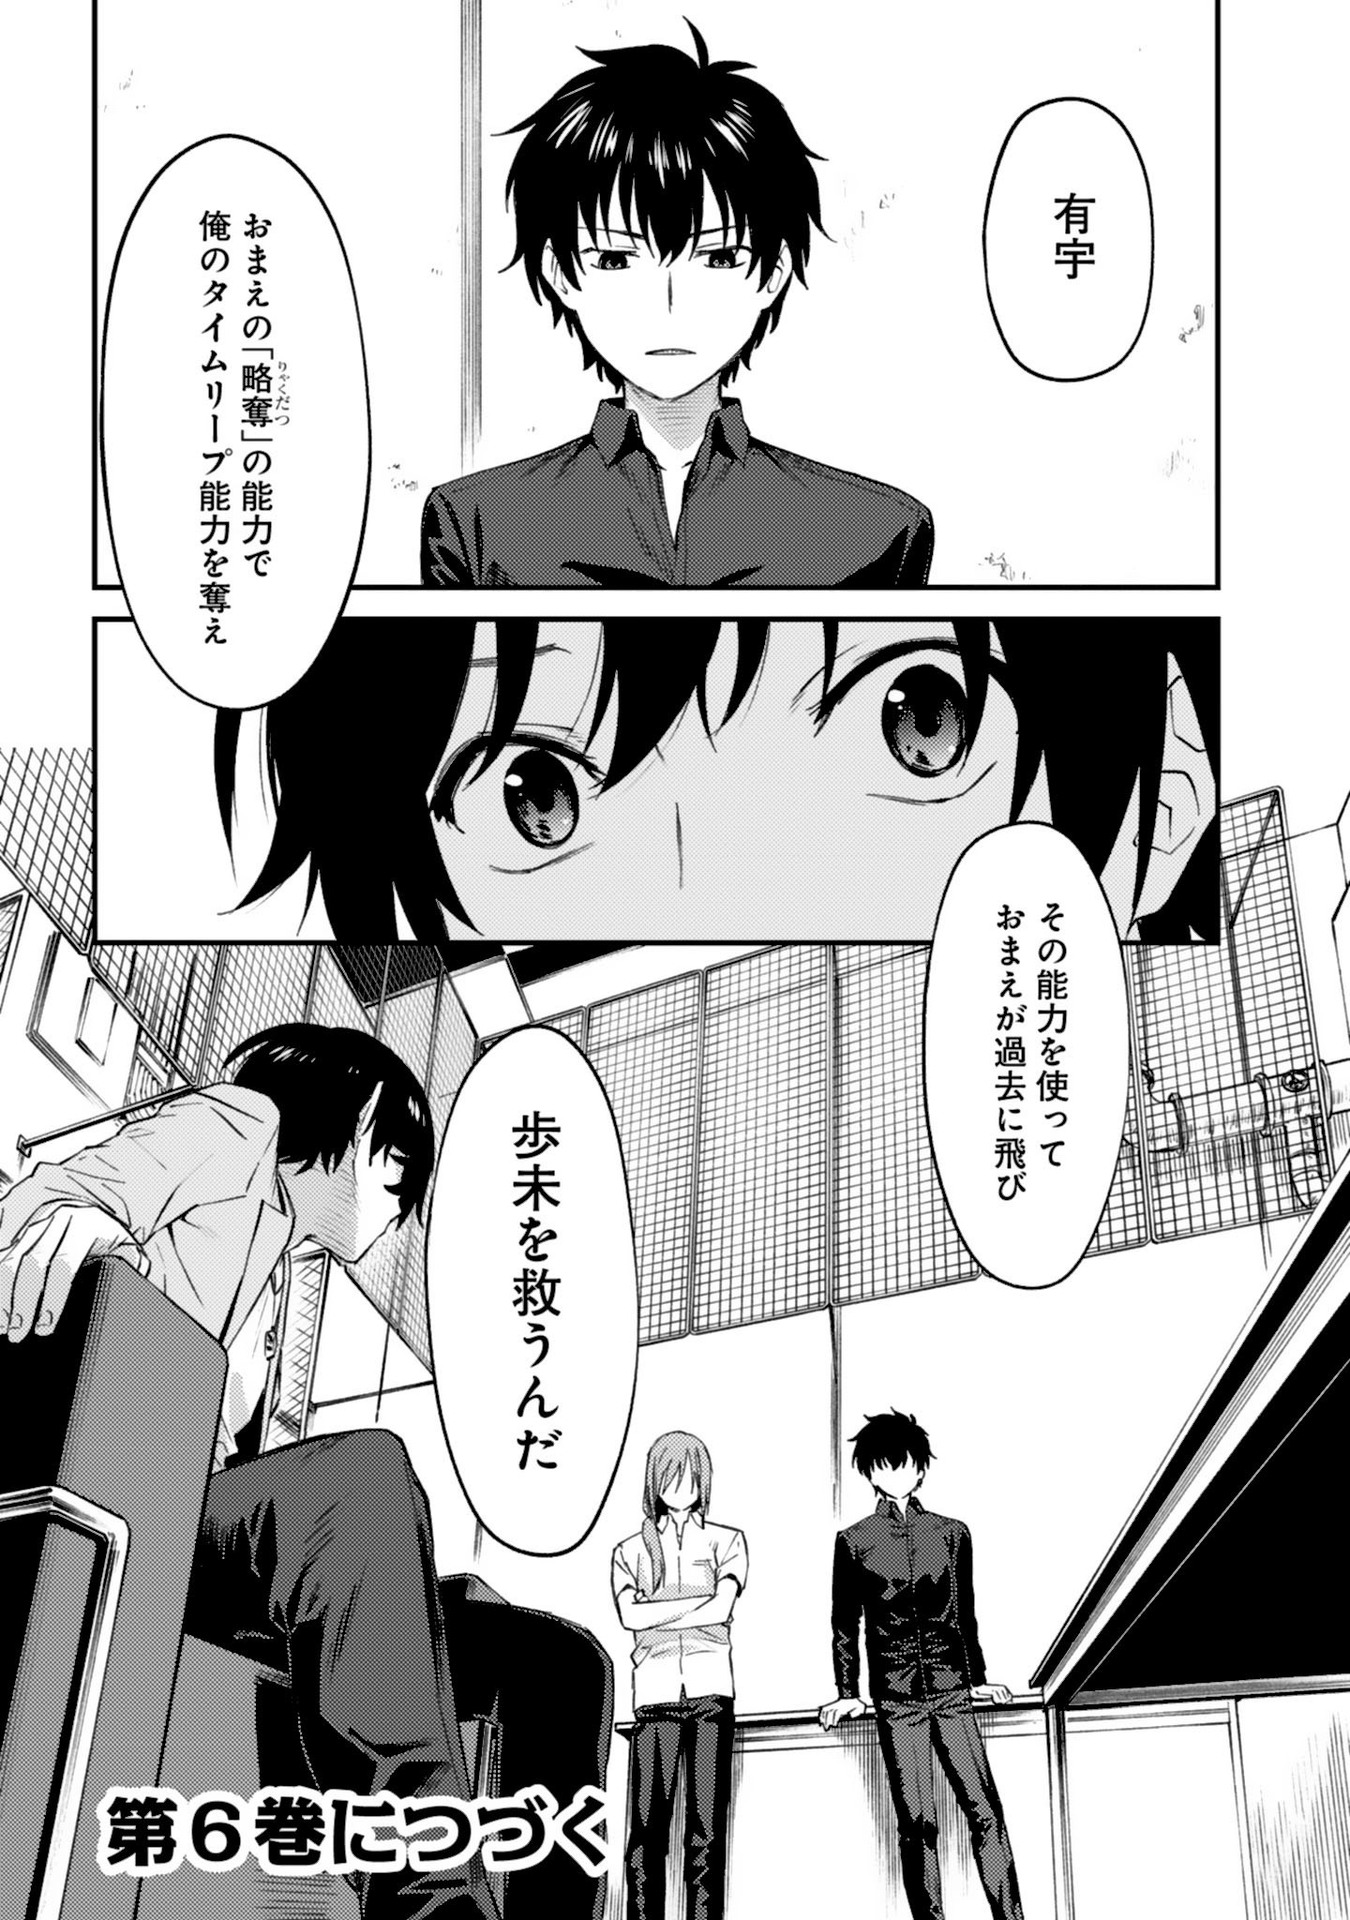 有宇
おまえの「略奪」の能力で
りゃくだつ
俺のタイムリープ能力を奪え
その能力を使って
おまえが過去に飛び
歩未を救うんだ
第6巻につづく